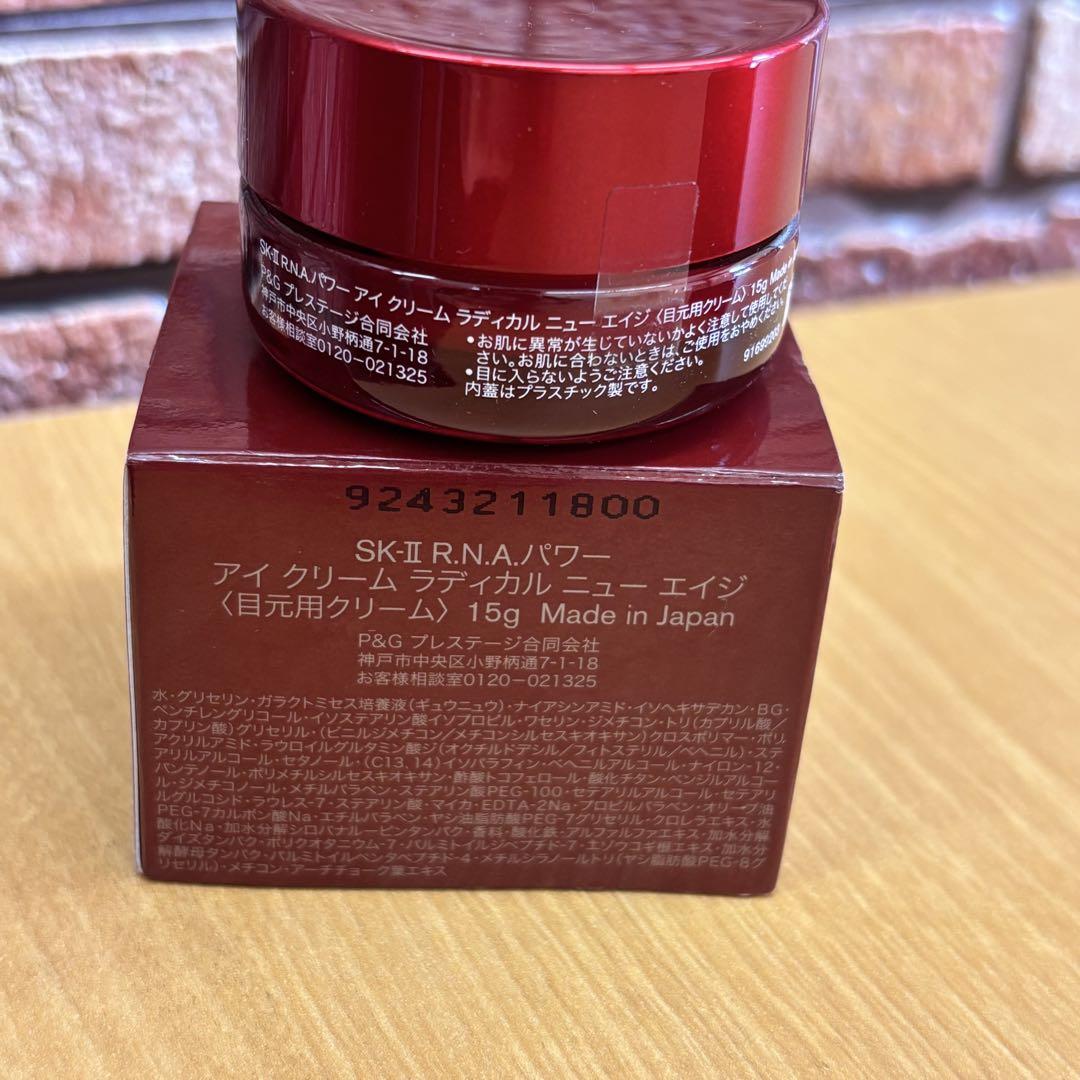 SK-II R.N.A.パワー アイ クリーム ラディカル ニュー エイジ〈目元用クリーム〉15g Made in
P&G プレステージ合同会社
神戸市中央区小野柄通7-1-18
お客様相談室0120-021325
•お肌に異常が生じていないかよく注意して使用してくだ
さい。お肌に合わないときは、ご使用をおやめください。
•目に入らないようご注意ください。
内蓋はプラスチック製です。
9243211800
SK-II R.N.A.パワー
アイ クリーム ラディカル ニュー エイジ
〈目元用クリーム〉15g Made in Japan
P&G プレステージ合同会社
神戸市中央区小野柄通7-1-18
お客様相談室0120-021325
水・グリセリン・ガラクトミセス培養液(ギュウニュウ)・ナイアシンアミド・イソヘキサデカン・BG・
ペンチレングリコール・イソステアリン酸イソプロピル・ワセリン・ジメチコン・トリ(カプリル酸/
カプリン酸)グリセリル・(ビニルジメチコン/メチコンシルセスキオキサン)クロスポリマー・ポリ
アクリルアミド・ラウロイルグルタミン酸ジ(オクチルドデシル/フィトステリル/ベヘニル)・ステ
アリルアルコール・セタノール・(C13,14)イソパラフィン・ベヘニルアルコール・ナイロン-12・
パンテノール・ポリメチルシルセスキオキサン・酢酸トコフェロール・酸化チタン・ベンジルアルコー
ル・ジメチコノール・メチルパラベン・ステアリン酸PEG-100・セテアリルアルコール・セテアリ
ルグルコシド・ラウレス-7・ステアリン酸・マイカ・EDTA-2Na・プロピルパラベン・オリーブ油
PEG-7カルボン酸Na・エチルパラベン・ヤシ油脂肪酸PEG-7グリセリル・クロレラエキス・水
酸化Na・加水分解シロバナルーピンタンパク・香料・酸化鉄・アルファルファエキス・加水分解
ダイズタンパク・ポリクオタニウム-7・パルミトイルジペプチド-7・エゾウコギ根エキス・加水分
解酵母タンパク・パルミトイルペンタペプチド-4・メチルシラノールトリ(ヤシ脂肪酸PEG-8グ
リセリル)・メチコン・アーチチョーク葉エキス